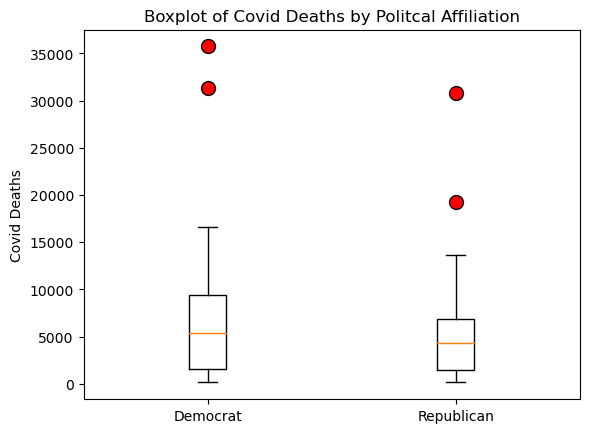 Boxplot of Covid Deaths by Politcal Affiliation
Covid Deaths
35000
30000
25000
20000
15000
10000
5000
0
Democrat
Republican